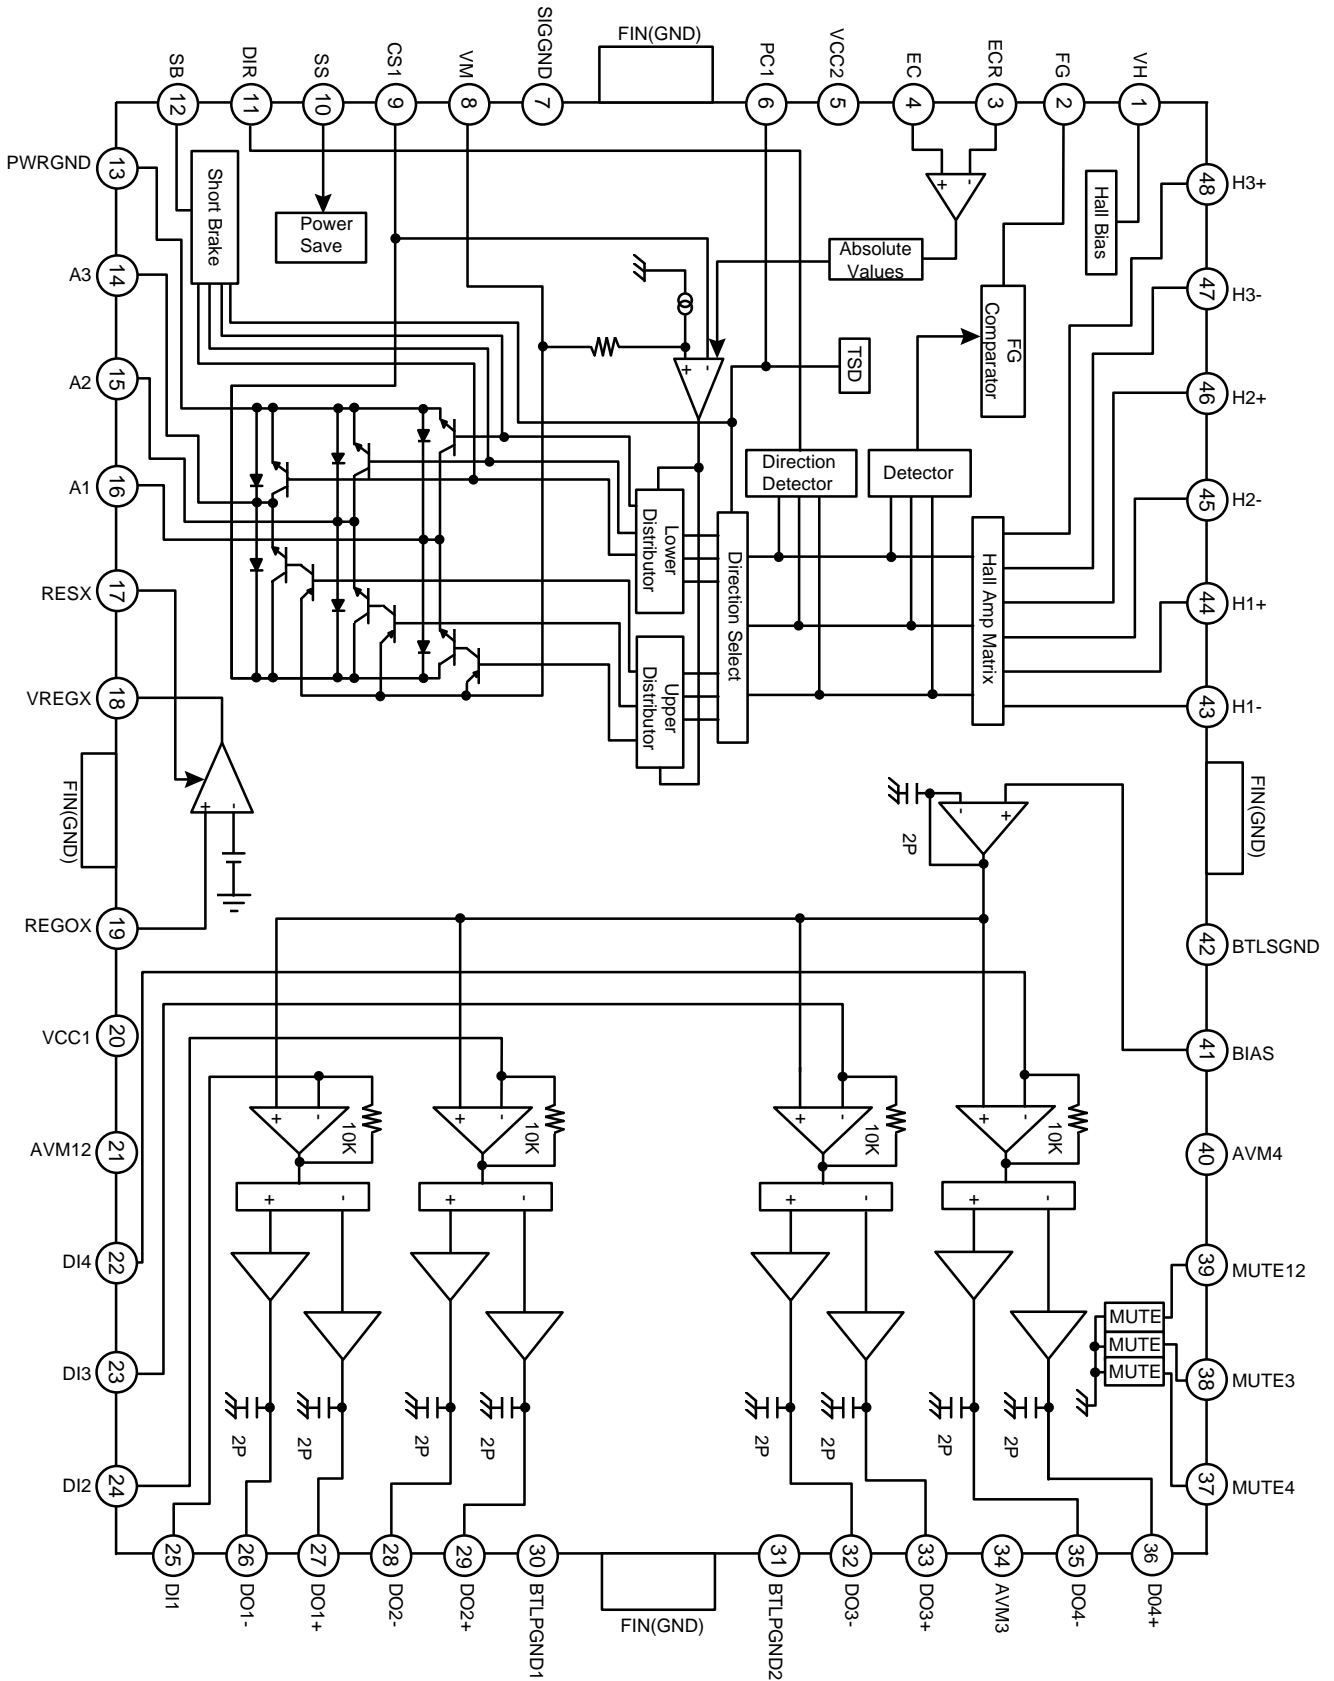 FIN(GND)
SB
DIR
SS
CS1
VM
SIGGND
PC1
VCC2
EC
ECR
FG
VH
12
11
10
9
8
7
6
5
4
3
2
1
PWRGND
13
A3
14
A2
15
A1
16
RESX
17
VREGX
18
FIN(GND)
REGOX
19
VCC1
20
AVM12
21
DI4
22
DI3
23
DI2
24
48
H3+
47
H3-
46
H2+
45
H2-
44
H1+
43
H1-
FIN(GND)
42
BTLSGND
41
BIAS
40
AVM4
39
MUTE12
38
MUTE3
37
MUTE4
Short Brake
Power
Save
Absolute
Values
Hall Bias
FG
Comparator
TSD
+ -
+ -
Direction
Detector
Detector
Lower
Distributor
Upper
Distributor
Direction Select
Hall Amp Matrix
+ -
- +
2P
+ -
10K
+ -
10K
+ -
10K
+ -
10K
+ -
+ -
+ -
+ -
MUTE
MUTE
MUTE
2P
2P
2P
2P
2P
2P
2P
2P
25
26
27
28
29
30
31
32
33
34
35
36
DI1
DO1-
DO1+
DO2-
DO2+
BTLPGND1
FIN(GND)
BTLPGND2
DO3-
DO3+
AVM3
DO4-
D04+